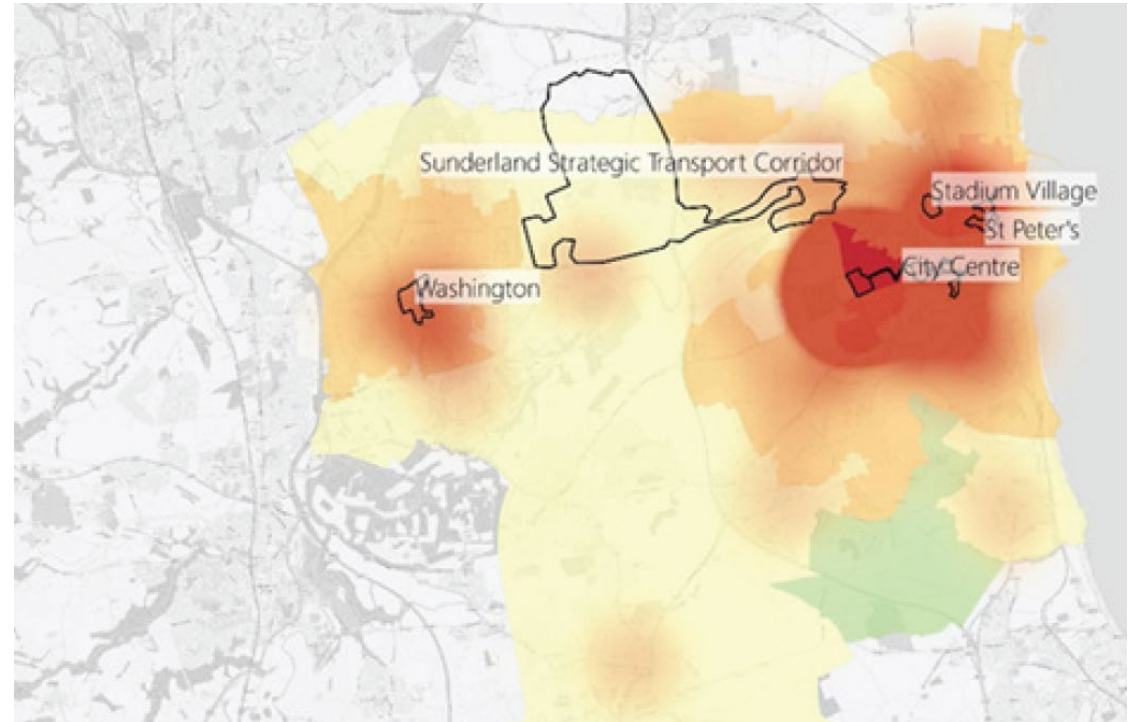 Sunderland Strategic Transport Corridor
Stadium Village
St Peter's
City Centre
Washington